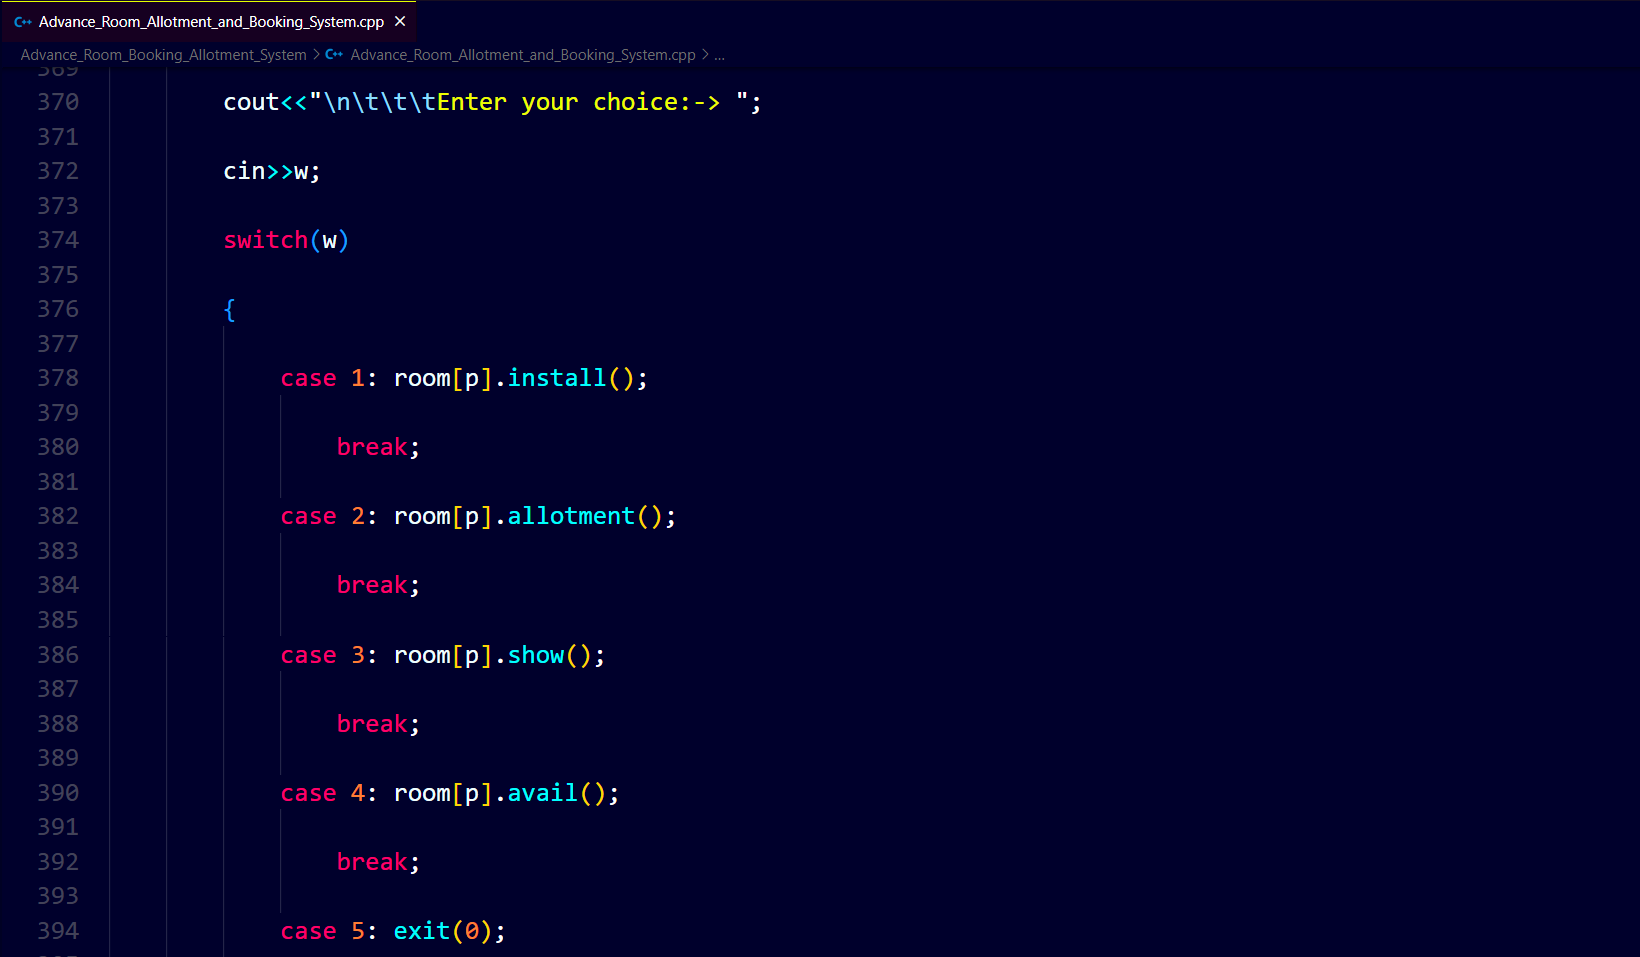 C++ Advance_Room_Allotment_and_Booking_System.cpp ×
Advance_Room_Booking_Allotment_System > C++ Advance_Room_Allotment_and_Booking_System.cpp > ...
369
370 cout<<"\n\t\t\tEnter your choice:-> ";
371
372 cin>>w;
373
374 switch(w)
375
376 {
377
378 case 1: room[p].install();
379
380 break;
381
382 case 2: room[p].allotment();
383
384 break;
385
386 case 3: room[p].show();
387
388 break;
389
390 case 4: room[p].avail();
391
392 break;
393
394 case 5: exit(0);